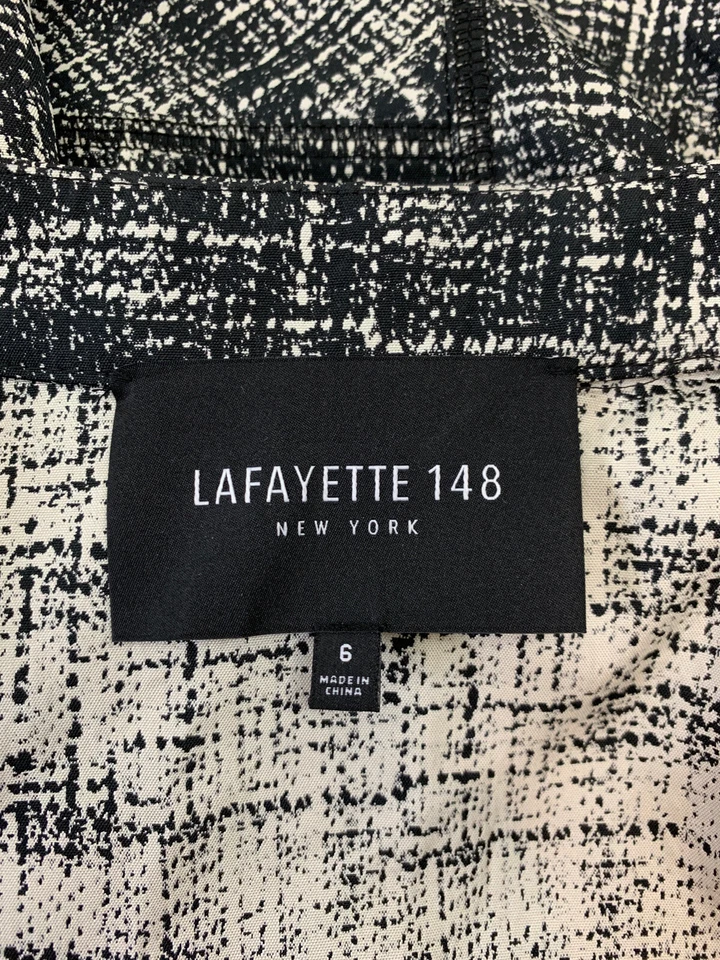 LAFAYETTE 148
NEW YORK
6
MADE IN
CHINA